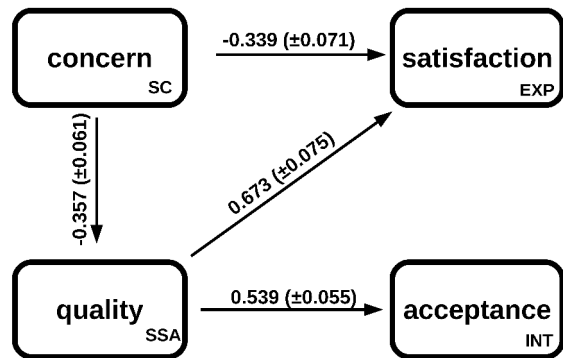 concern
SC
-0.339 (±0.071)
satisfaction
EXP
-0.357 (±0.061)
0.673 (±0.075)
quality
SSA
0.539 (±0.055)
acceptance
INT